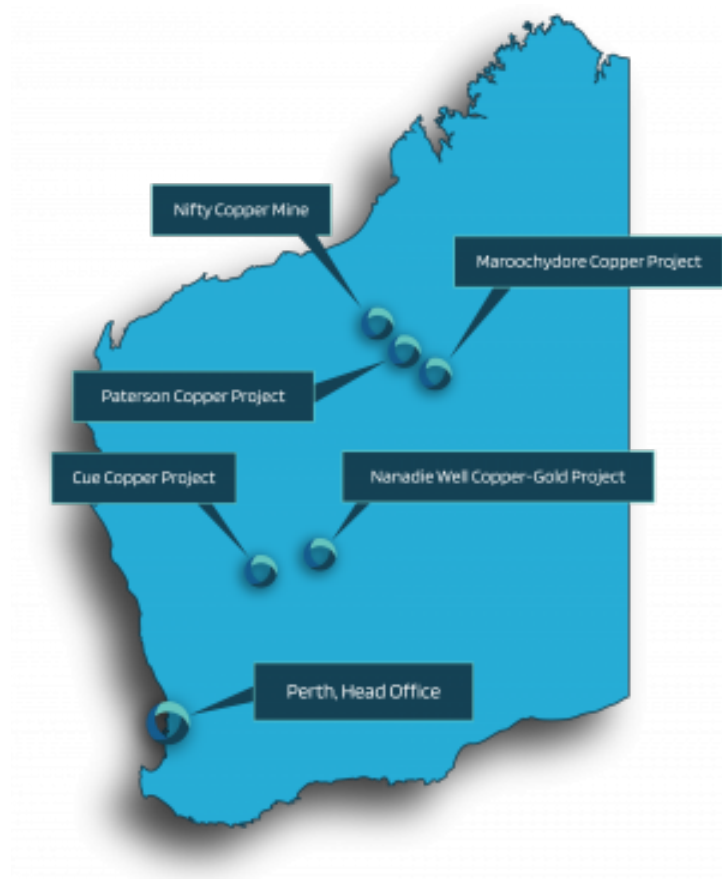 Nifty Copper Mine
Maroochydore Copper Project
Paterson Copper Project
Cue Copper Project
Nanadie Well Copper-Gold Project
Perth, Head Office